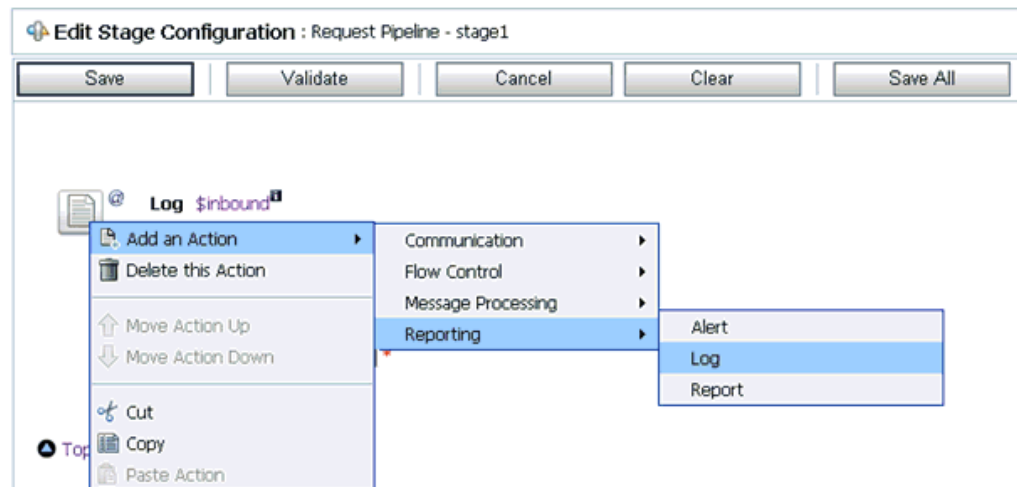 Edit Stage Configuration : Request Pipeline - stage1
Save Validate Cancel Clear Save All
@ Log $inbound
Add an Action
Communication
Delete this Action
Flow Control
Message Processing
Move Action Up
Reporting
Alert
Move Action Down
*
Log
Report
Cut
Top
Copy
Paste Action